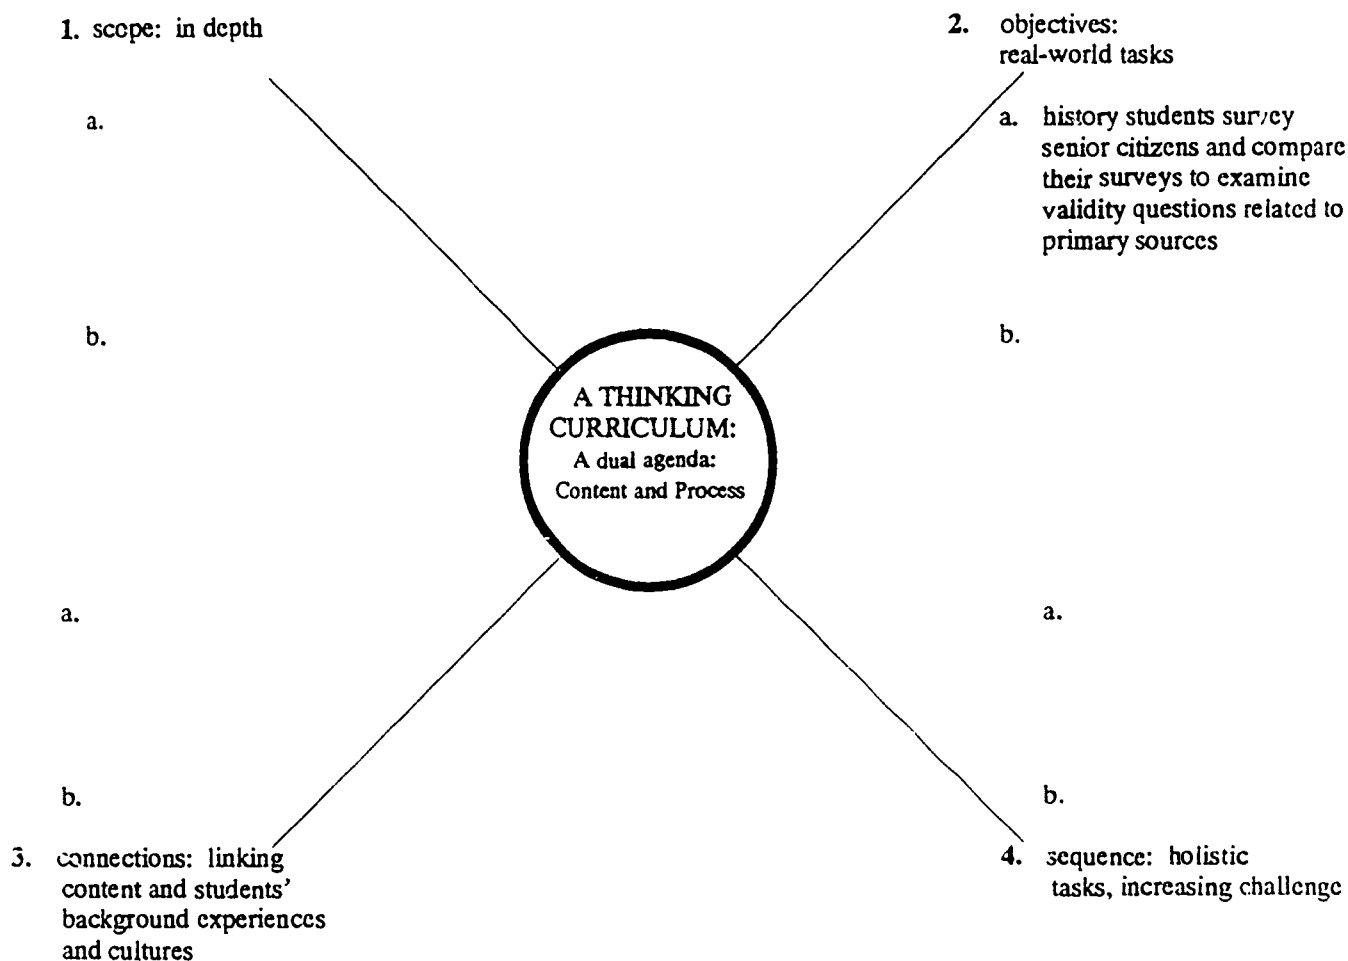 1. scope: in depth
a.
b.
2. objectives:
real-world tasks
a. history students survey
senior citizens and compare
their surveys to examine
validity questions related to
primary sources
b.
A THINKING
CURRICULUM:
A dual agenda:
Content and Process
a.
b.
3. connections: linking
content and students'
background experiences
and cultures
a.
b.
4. sequence: holistic
tasks, increasing challenge